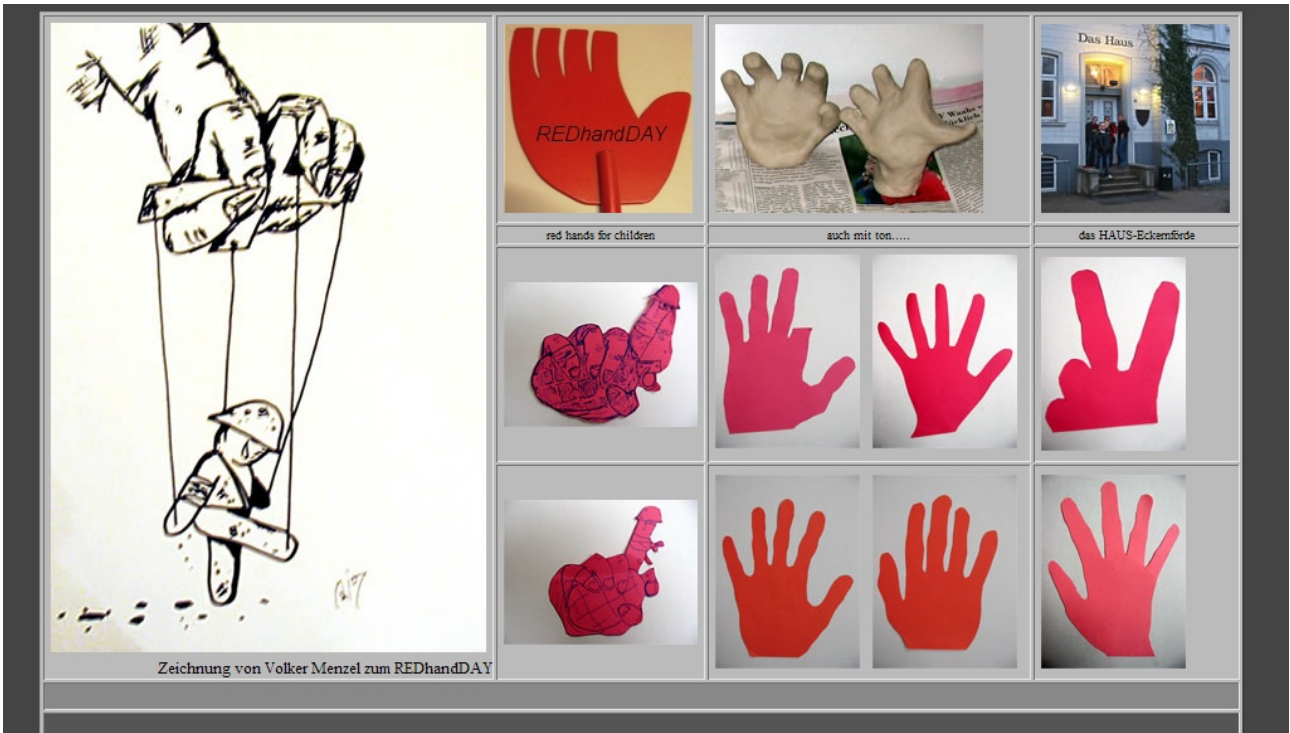 REDhandDAY
Das Haus
red hands for children
auch mit ton.....
das HAUS-Eckernförde
Zeichnung von Volker Menzel zum REDhandDAY